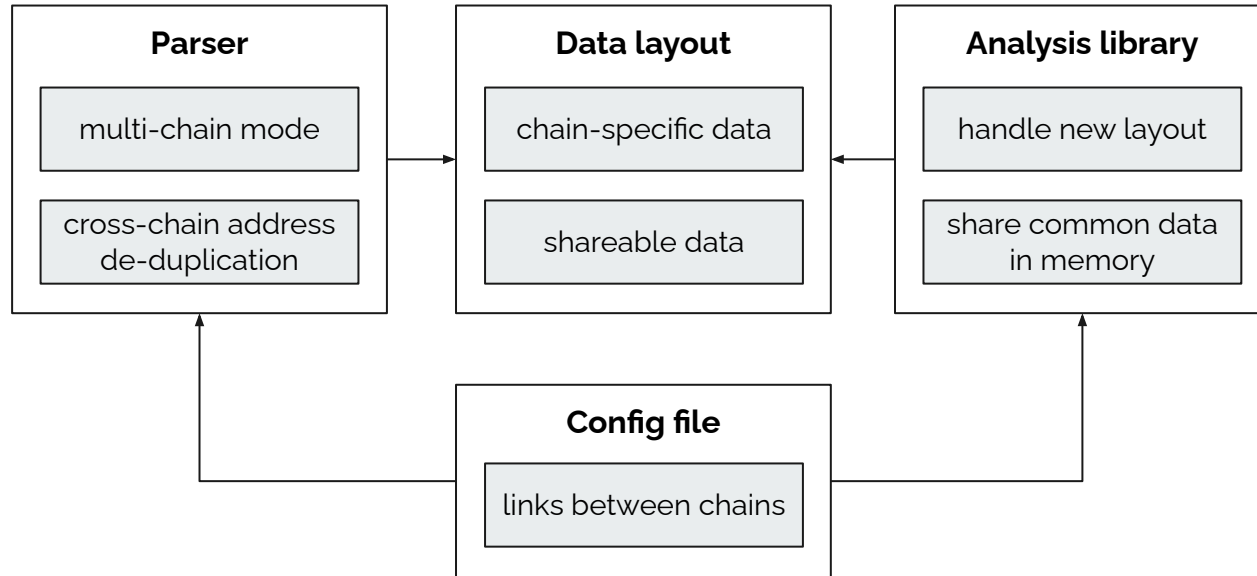 Parser
multi-chain mode
cross-chain address
de-duplication
Data layout
chain-specific data
shareable data
Analysis library
handle new layout
share common data
in memory
Config file
links between chains